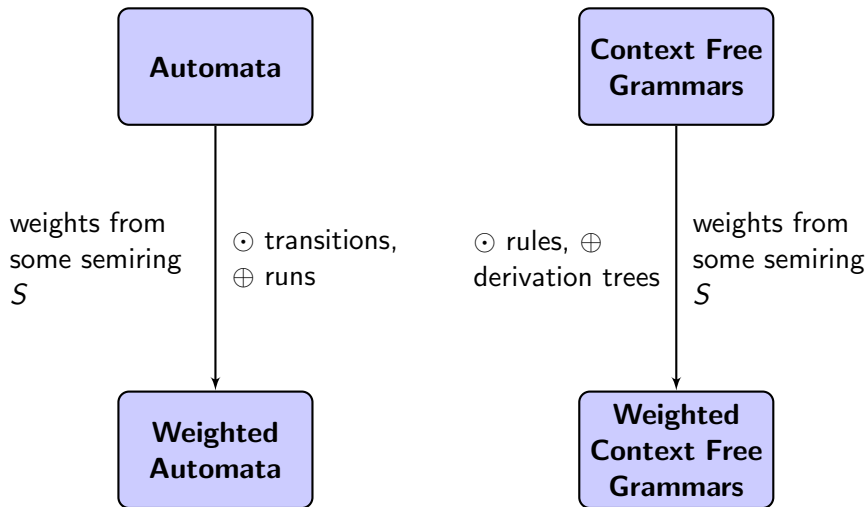 Automata
Context Free
Grammars
weights from
some semiring
S
⊙ transitions,
⊕ runs
⊙ rules, ⊕
derivation trees
weights from
some semiring
S
Weighted
Automata
Weighted
Context Free
Grammars